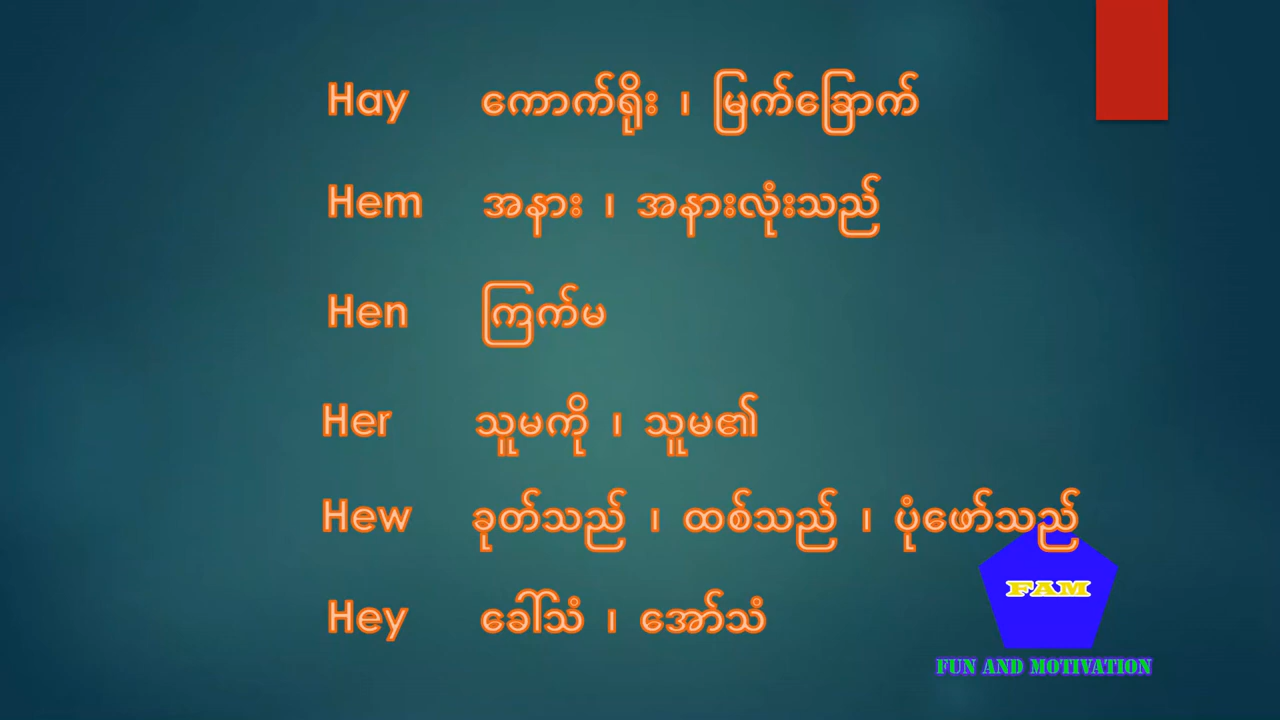 Hay ကောက်ရိုး ၊ မြက်ခြောက်
Hem အနား ၊ အနားလုံးသည်
Hen ကြက်မ
Her သူမကို ၊ သူမ၏
Hew ခုတ်သည် ၊ ထစ်သည် ၊ ပုံဖော်သည်
Hey ခေါ်သံ ၊ အော်သံ
FAM
FUN AND MOTIVATION